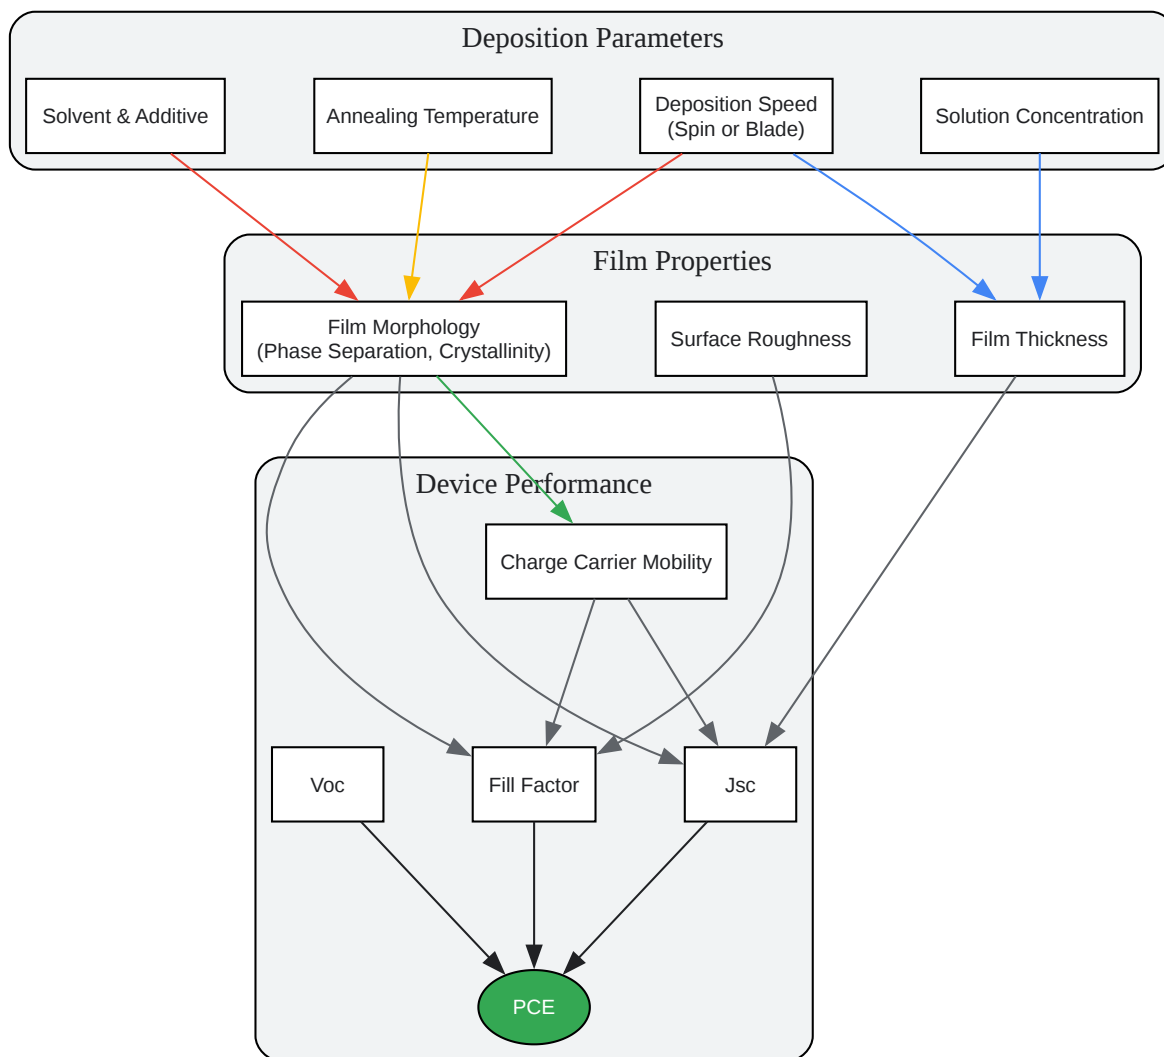 Deposition Parameters
Solvent & Additive
Annealing Temperature
Deposition Speed
(Spin or Blade)
Solution Concentration
Film Properties
Film Morphology
(Phase Separation, Crystallinity)
Surface Roughness
Film Thickness
Device Performance
Charge Carrier Mobility
Voc
Fill Factor
Jsc
PCE